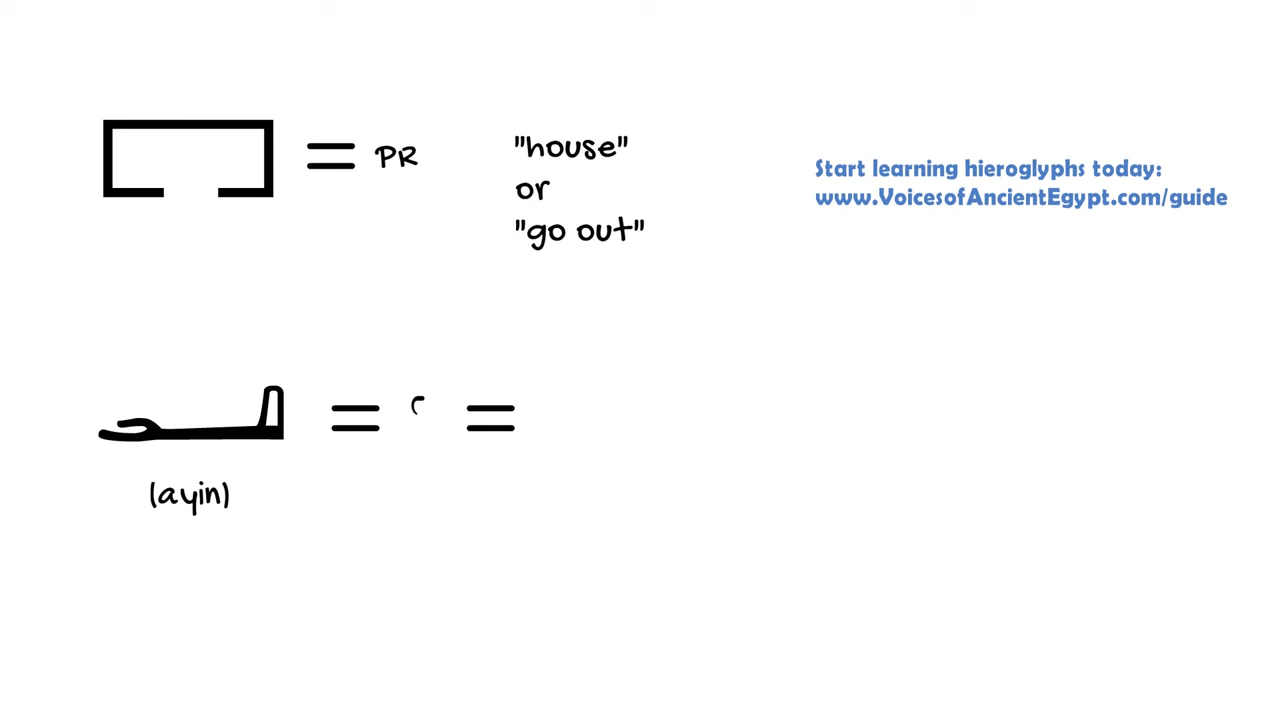 = PR
"house"
or
"go out"
Start learning hieroglyphs today:
www.VoicesofAncientEgypt.com/guide
= ꜥ =
(ayin)